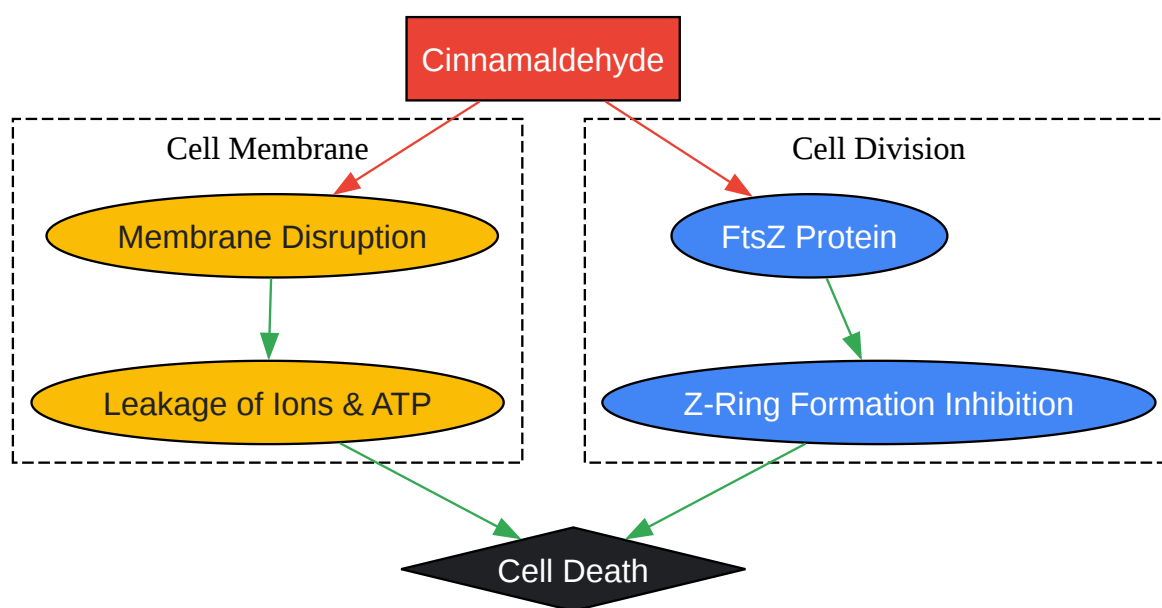 Cinnamaldehyde
Cell Membrane
Cell Division
Membrane Disruption
FtsZ Protein
Leakage of Ions & ATP
Z-Ring Formation Inhibition
Cell Death